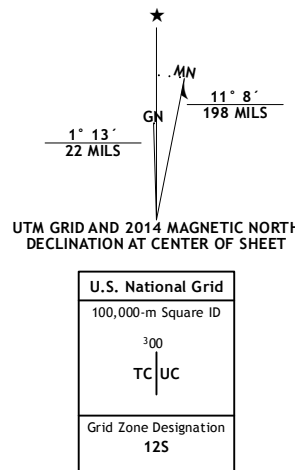 ★
MN
GN
11° 8´
198 MILS
1° 13´
22 MILS
UTM GRID AND 2014 MAGNETIC NORTH
DECLINATION AT CENTER OF SHEET
U.S. National Grid
100,000-m Square ID
³00
TC UC
Grid Zone Designation
12S